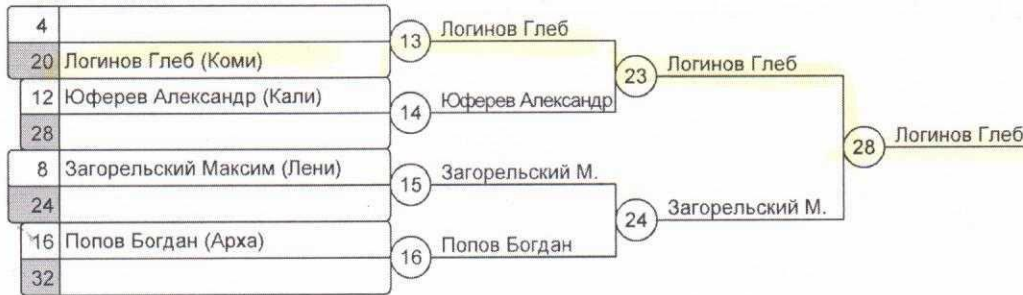 4
13 Логинов Глеб
20 Логинов Глеб (Коми)
23 Логинов Глеб
12 Юферев Александр (Кали)
14 Юферев Александр
28
28 Логинов Глеб
8 Загорельский Максим (Лени)
15 Загорельский М.
24
24 Загорельский М.
16 Попов Богдан (Арха)
16 Попов Богдан
32